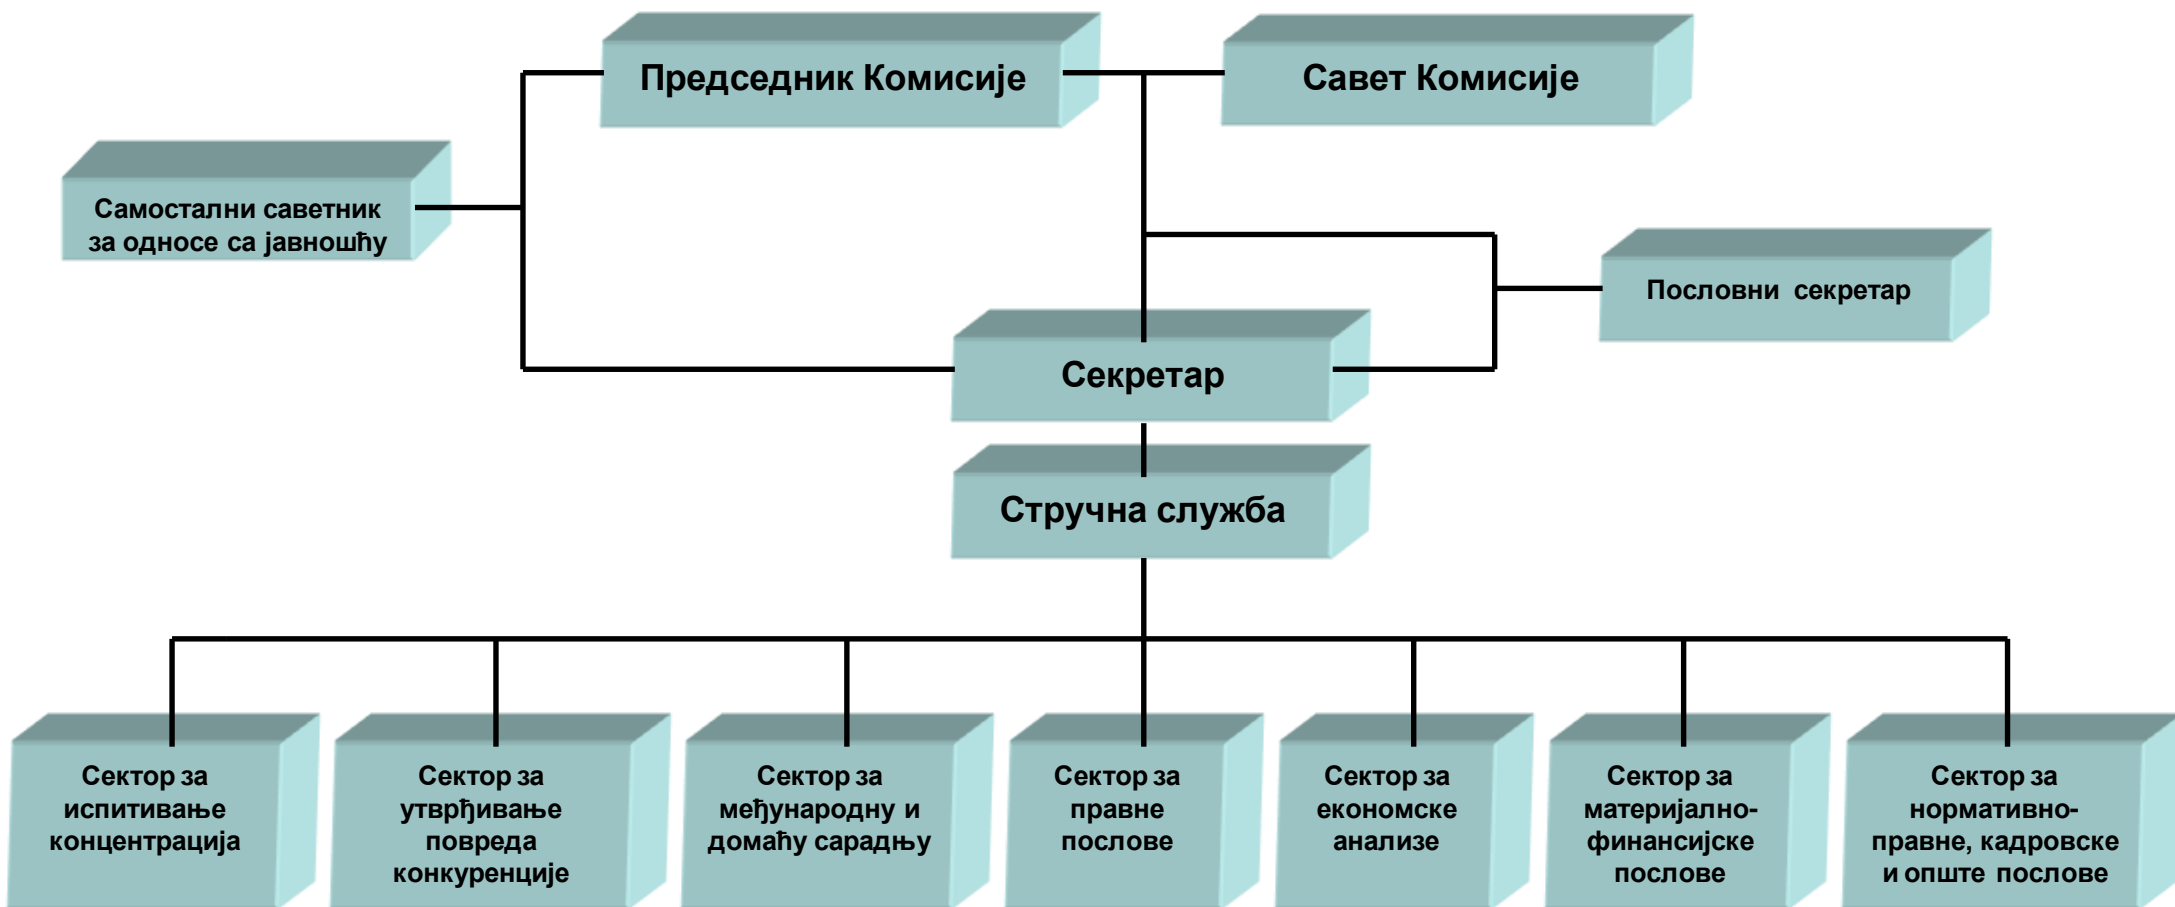 Председник Комисије
Савет Комисије
Самостални саветник
за односе са јавношћу
Пословни секретар
Секретар
Стручна служба
Сектор за
испитивање
концентрација
Сектор за
утврђивање
повреда
конкуренције
Сектор за
међународну и
домаћу сарадњу
Сектор за
правне
послове
Сектор за
економске
анализе
Сектор за
материјално-
финансијске
послове
Сектор за
нормативно-
правне, кадровске
и опште послове